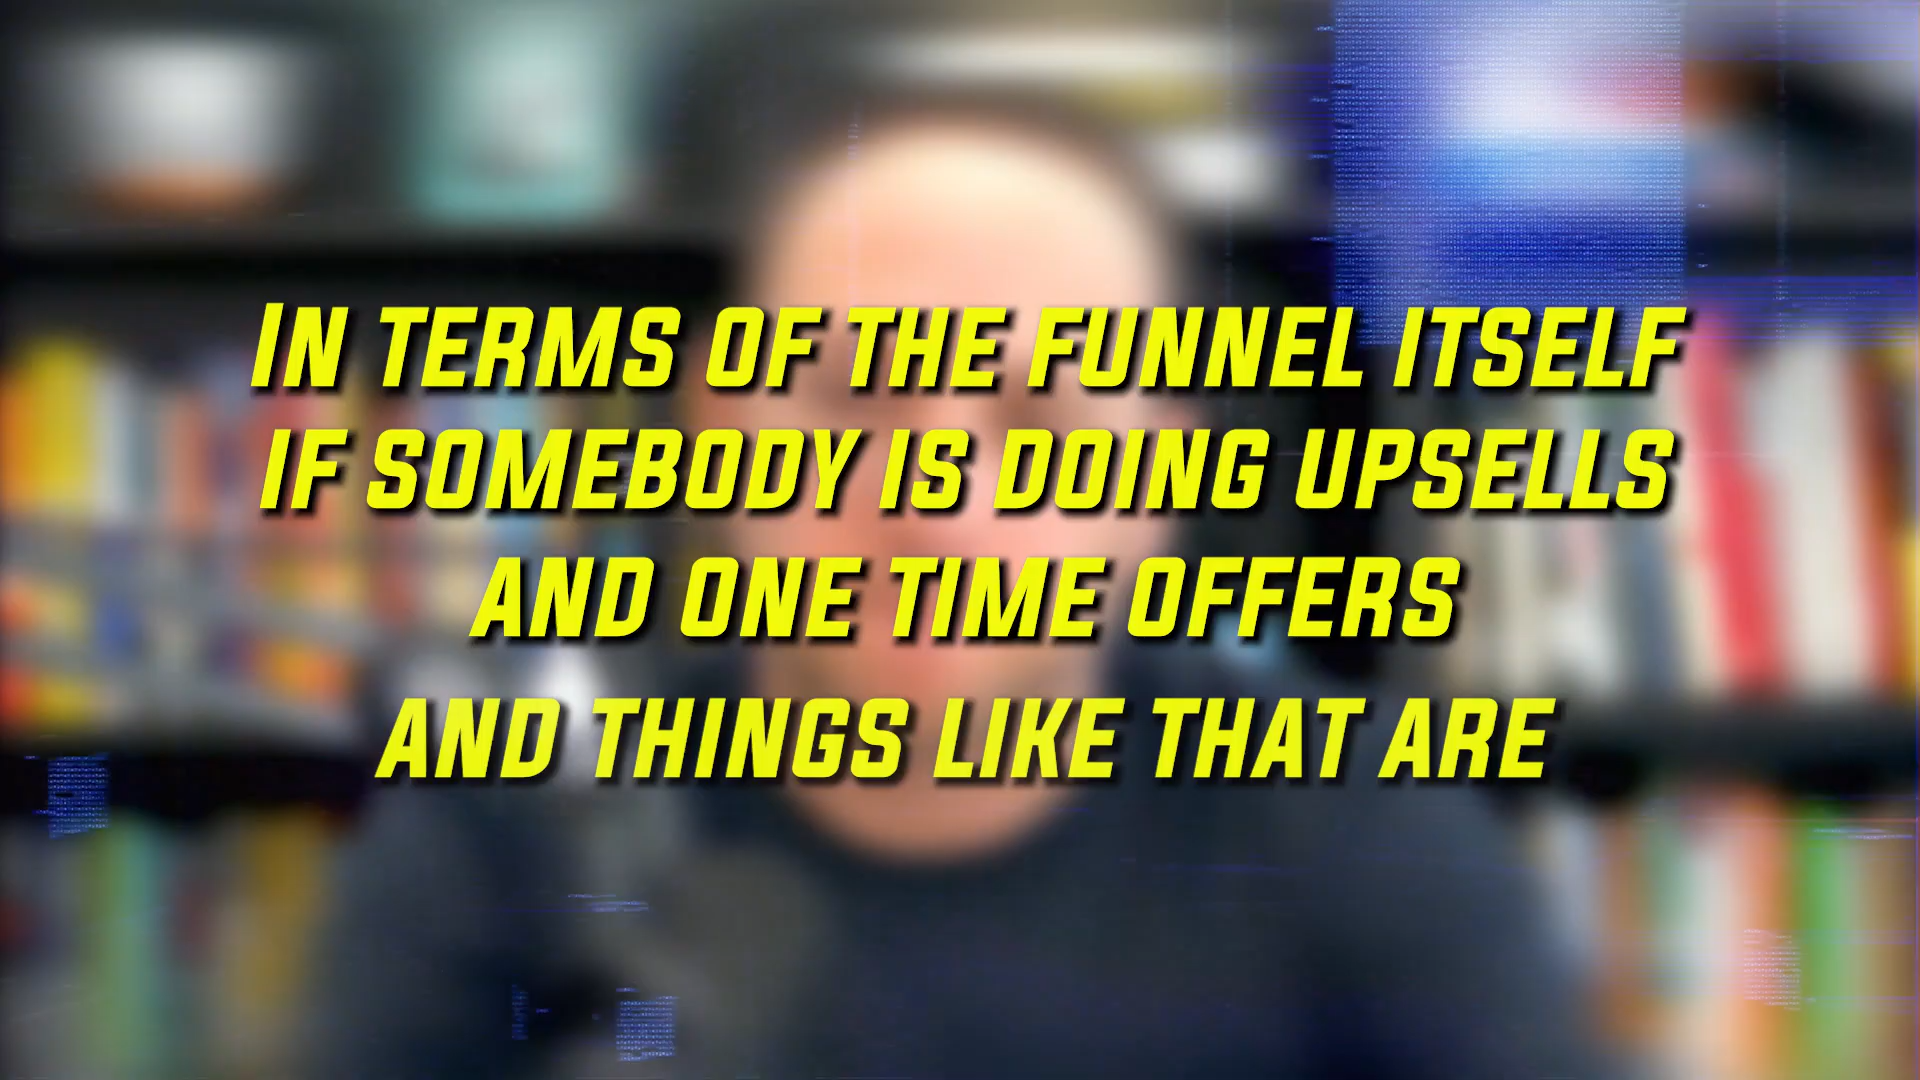 IN TERMS OF THE FUNNEL ITSELF
IF SOMEBODY IS DOING UPSELLS
AND ONE TIME OFFERS
AND THINGS LIKE THAT ARE